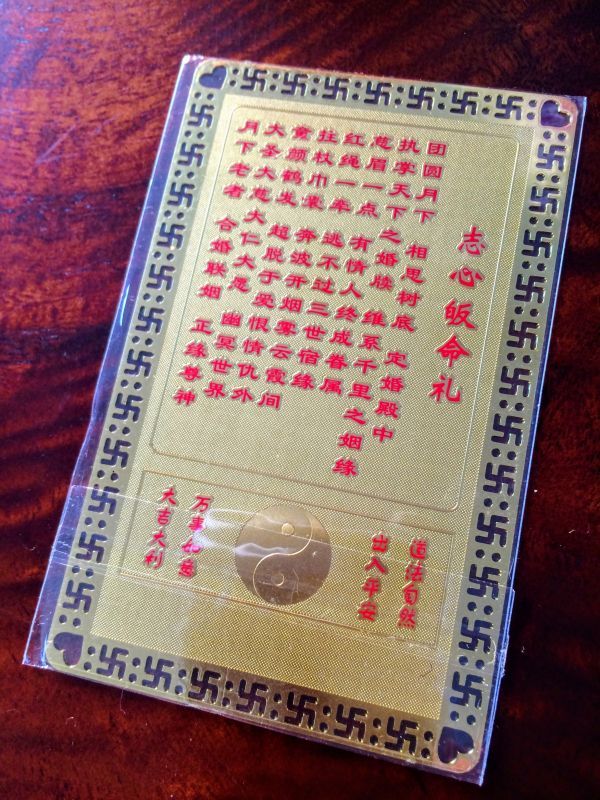 志心皈命礼
团圆月下 相思树底 定婚殿中
执掌天下之婚牍 维系千里之姻缘
慈眉一点 有情人终成眷属
红绳一牵 逃不过三世宿缘
拄杖巾囊 奔波开烟雾云霞间
童颜鹤发 超脱于爱恨情仇外
大圣大慈 大仁大愿 幽冥世界
月下老者 合婚联姻 正缘尊神
道法自然
出入平安
万事如意
大吉大利